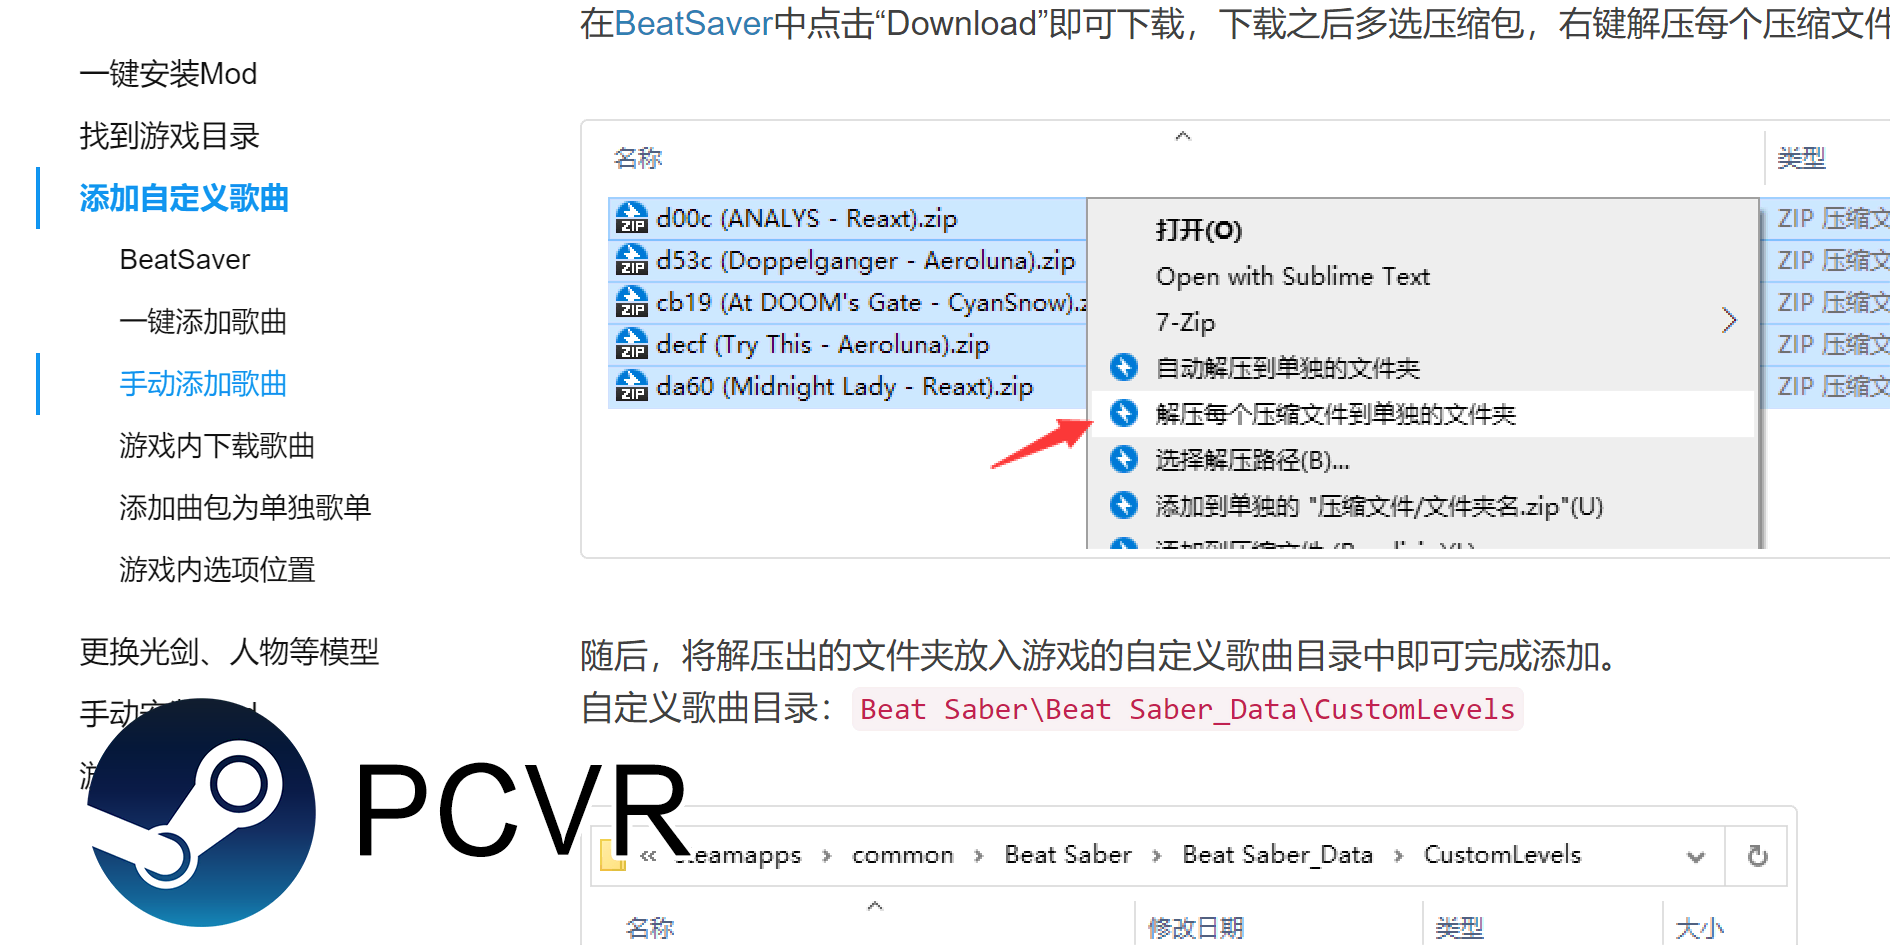 在BeatSaver中点击“Download”即可下载，下载之后多选压缩包，右键解压每个压缩文件
一键安装Mod
找到游戏目录
添加自定义歌曲
BeatSaver
一键添加歌曲
手动添加歌曲
游戏内下载歌曲
添加曲包为单独歌单
游戏内选项位置
更换光剑、人物等模型
手动
名称
类型
d00c (ANALYS - Reaxt).zip
ZIP 压缩文
d53c (Doppelganger - Aeroluna).zip
ZIP 压缩文
cb19 (At DOOM's Gate - CyanSnow).z
ZIP 压缩文
decf (Try This - Aeroluna).zip
ZIP 压缩文
da60 (Midnight Lady - Reaxt).zip
ZIP 压缩文
打开(O)
Open with Sublime Text
7-Zip
自动解压到单独的文件夹
解压每个压缩文件到单独的文件夹
选择解压路径(B)...
添加到单独的 "压缩文件/文件夹名.zip"(U)
随后，将解压出的文件夹放入游戏的自定义歌曲目录中即可完成添加。
自定义歌曲目录：Beat Saber\Beat Saber_Data\CustomLevels
PCVR
« steamapps › common › Beat Saber › Beat Saber_Data › CustomLevels
名称
修改日期
类型
大小